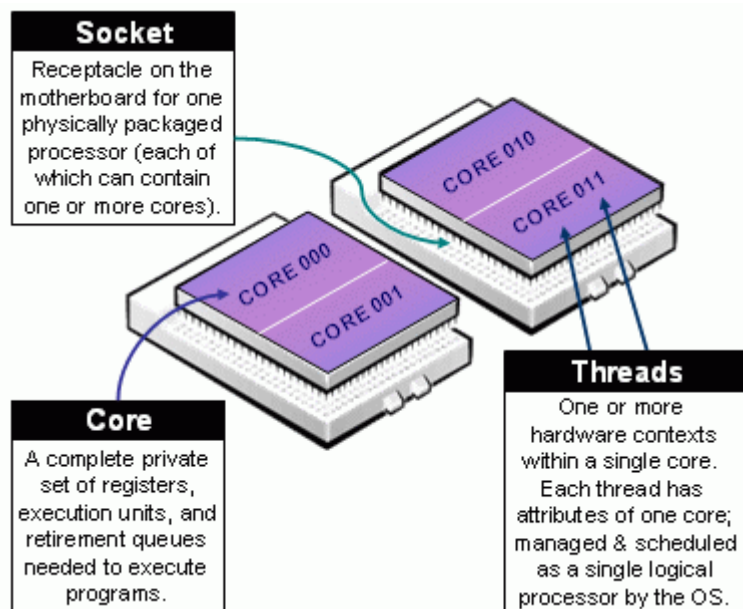 Socket
Receptacle on the
motherboard for one
physically packaged
processor (each of
which can contain
one or more cores).
CORE 010
CORE 011
CORE 000
CORE 001
Core
A complete private
set of registers,
execution units, and
retirement queues
needed to execute
programs.
Threads
One or more
hardware contexts
within a single core.
Each thread has
attributes of one core;
managed & scheduled
as a single logical
processor by the OS.